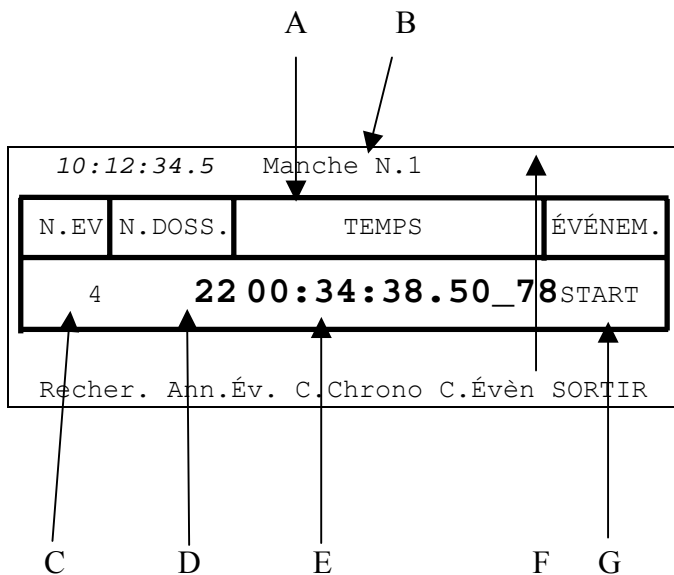 A B
10:12:34.5 Manche N.1
N.EV N.DOSS. TEMPS ÉVÉNEM.
4 22 00:34:38.50_78 START
Recher. Ann.Év. C.Chrono C.Évèn SORTIR
C D E F G